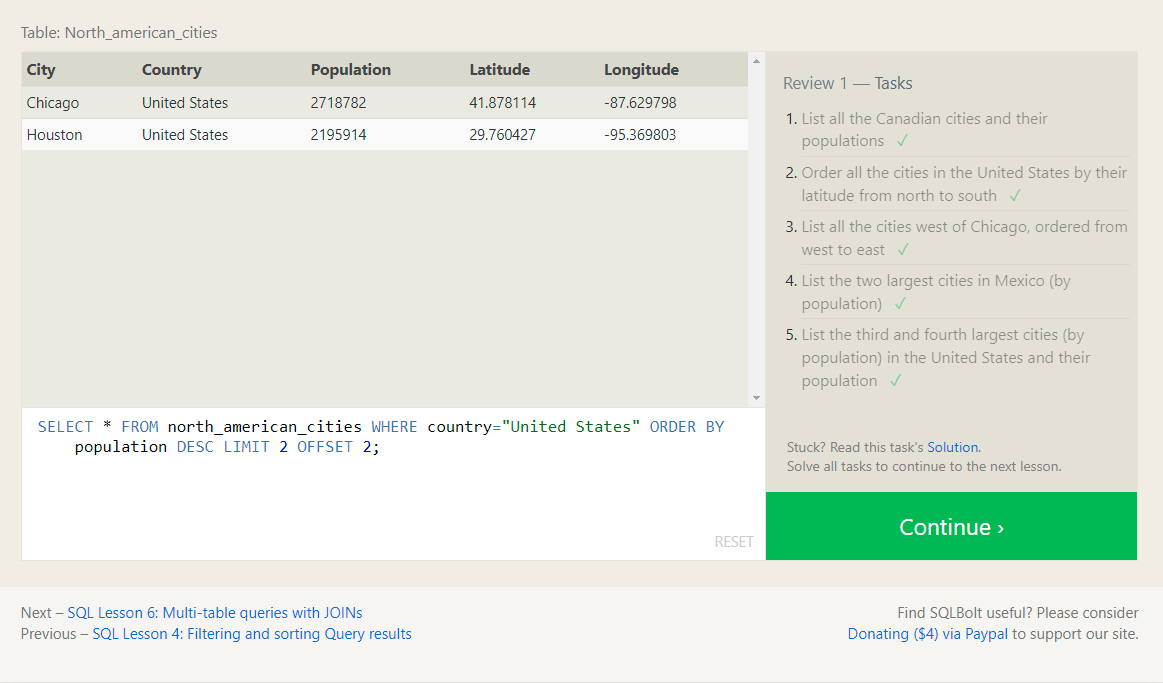 Table: North_american_cities
City Country Population Latitude Longitude
Chicago United States 2718782 41.878114 -87.629798
Houston United States 2195914 29.760427 -95.369803
SELECT * FROM north_american_cities WHERE country="United States" ORDER BY
population DESC LIMIT 2 OFFSET 2;
RESET
Review 1 — Tasks
1. List all the Canadian cities and their
populations ✓
2. Order all the cities in the United States by their
latitude from north to south ✓
3. List all the cities west of Chicago, ordered from
west to east ✓
4. List the two largest cities in Mexico (by
population) ✓
5. List the third and fourth largest cities (by
population) in the United States and their
population ✓
Stuck? Read this task's Solution.
Solve all tasks to continue to the next lesson.
Continue ›
Next – SQL Lesson 6: Multi-table queries with JOINs
Previous – SQL Lesson 4: Filtering and sorting Query results
Find SQLBolt useful? Please consider
Donating ($4) via Paypal to support our site.